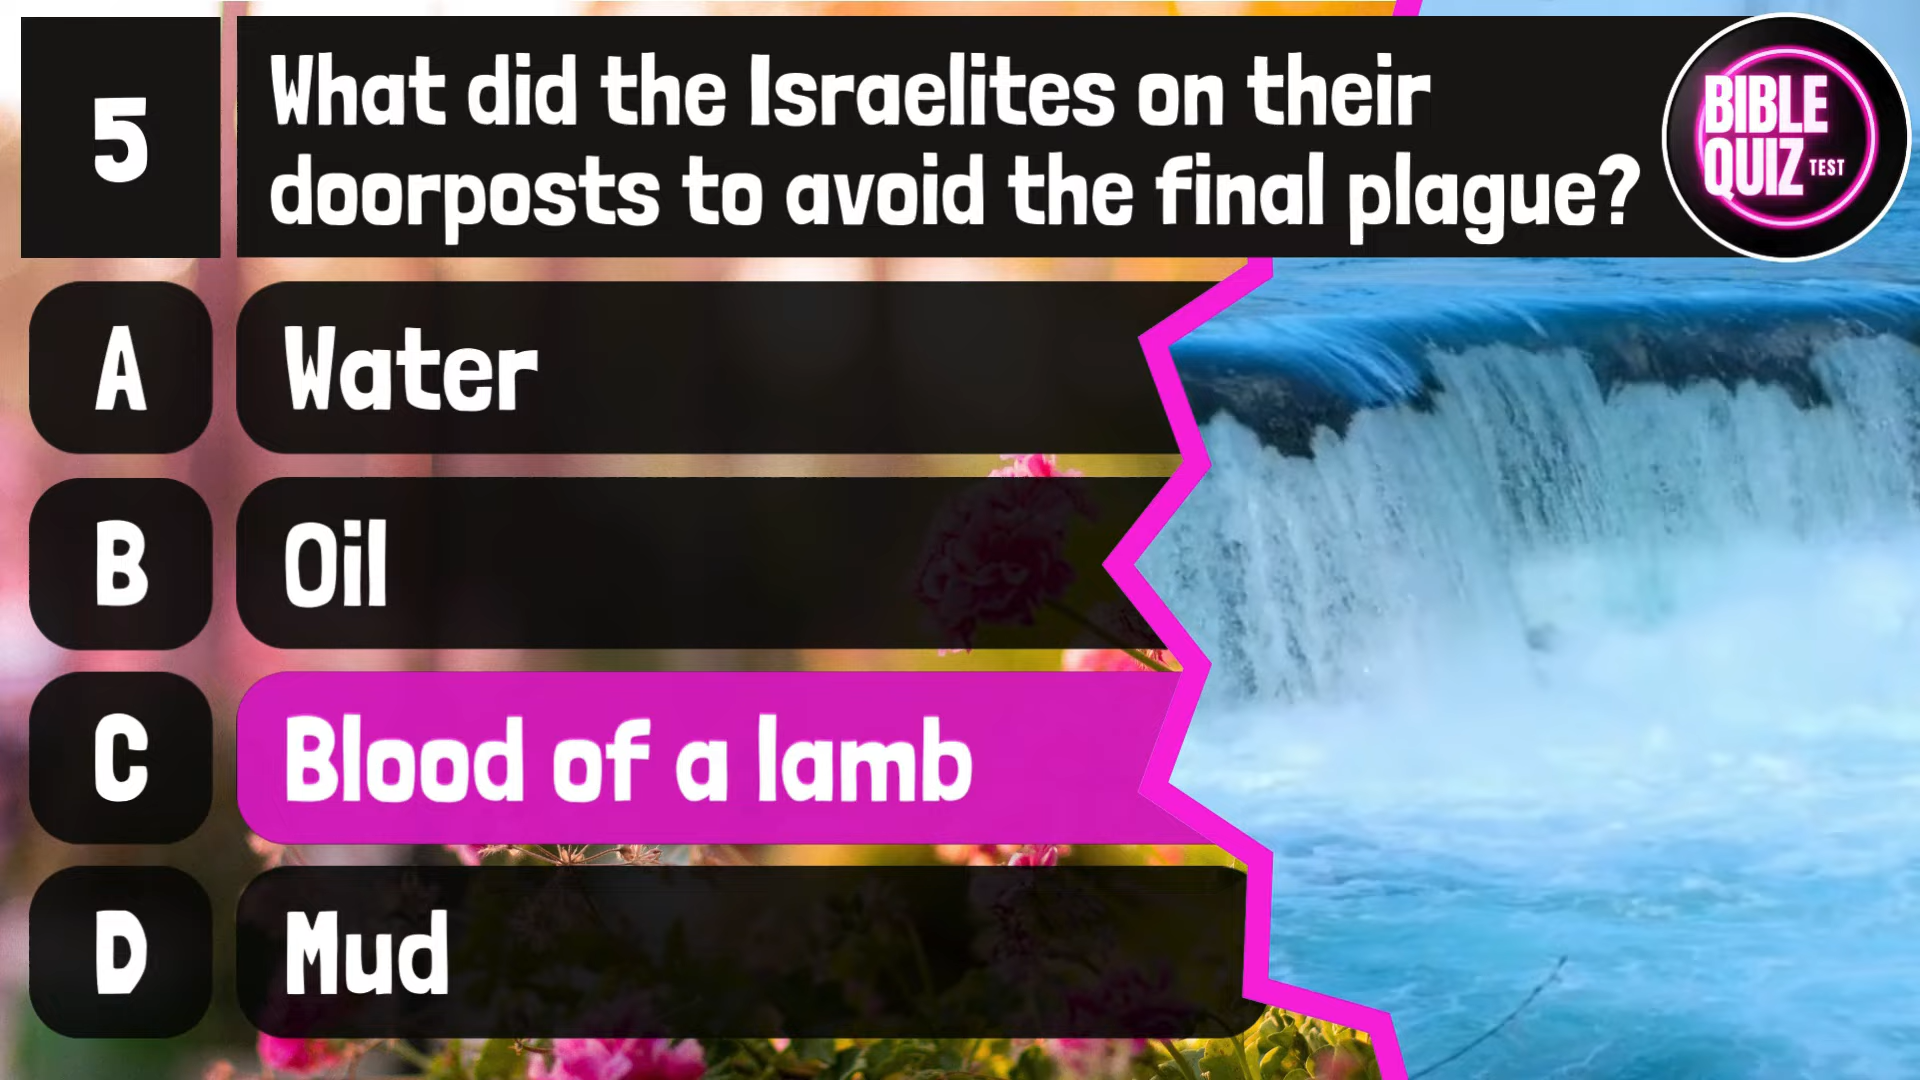 5
What did the Israelites on their
doorposts to avoid the final plague?
BIBLE
QUIZ TEST
A
Water
B
Oil
C
Blood of a lamb
D
Mud